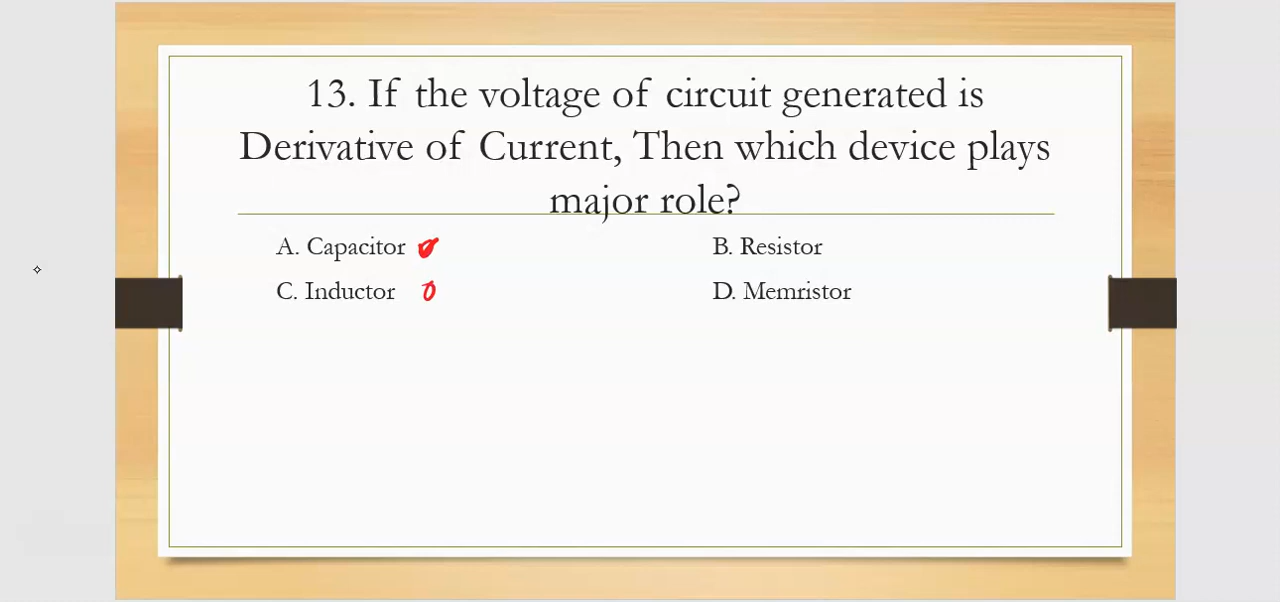 13. If the voltage of circuit generated is
Derivative of Current, Then which device plays
major role?
A. Capacitor
B. Resistor
C. Inductor
D. Memristor